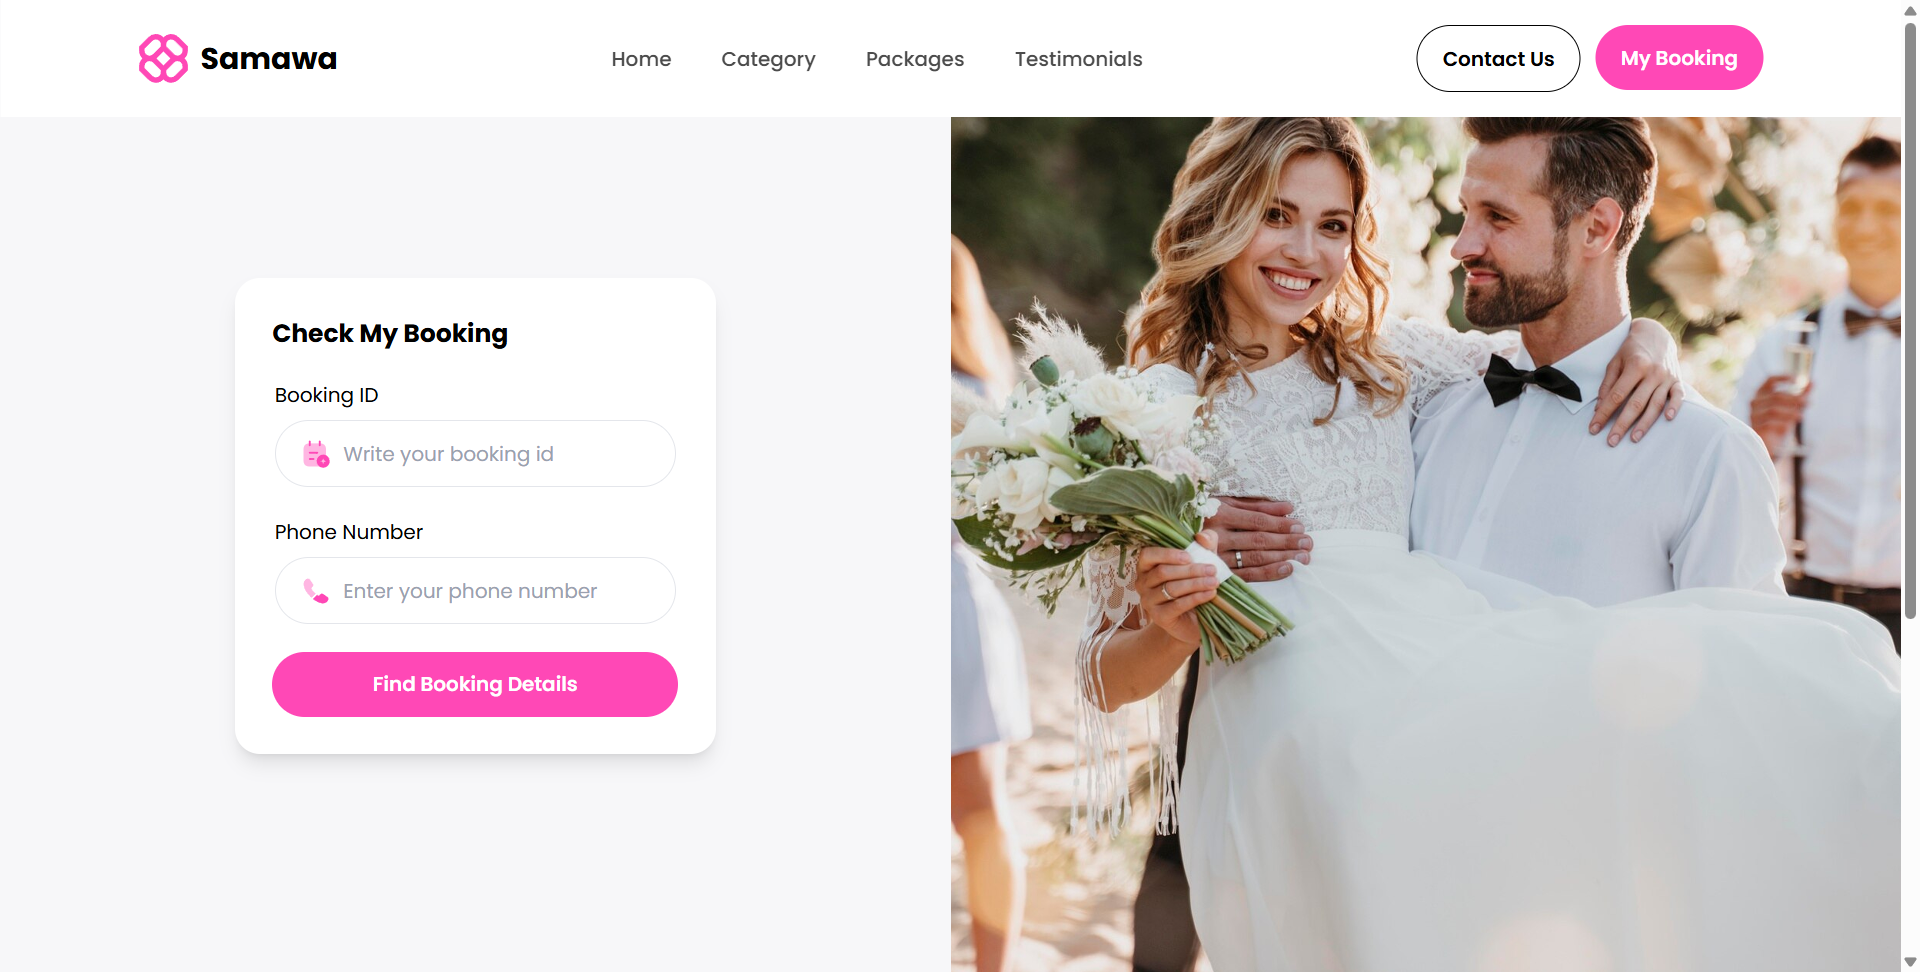 Samawa
Home
Category
Packages
Testimonials
Contact Us
My Booking
Check My Booking
Booking ID
Write your booking id
Phone Number
Enter your phone number
Find Booking Details